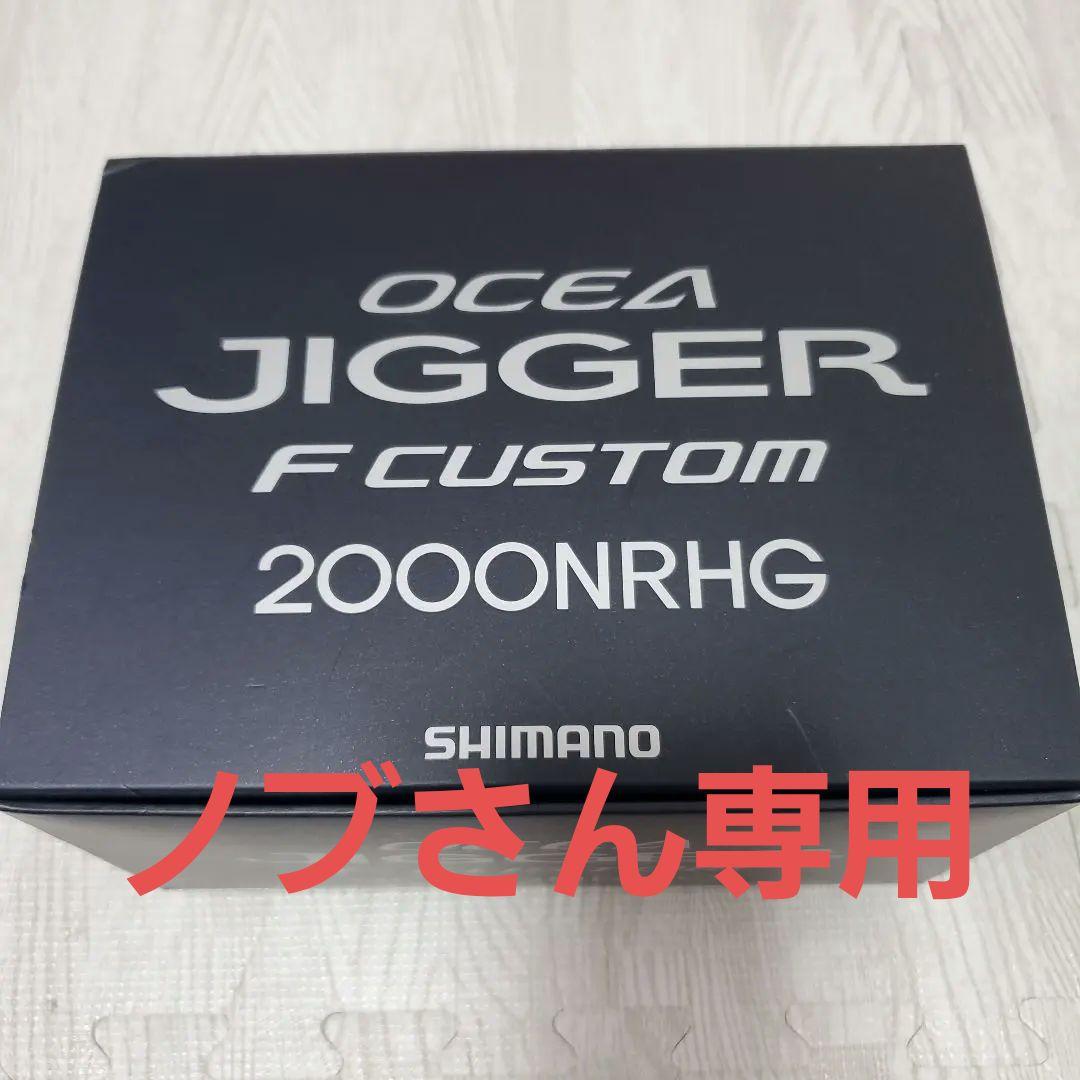 OCEA
JIGGER
F CUSTOM
2000NRHG
SHIMANO
ノブさん専用